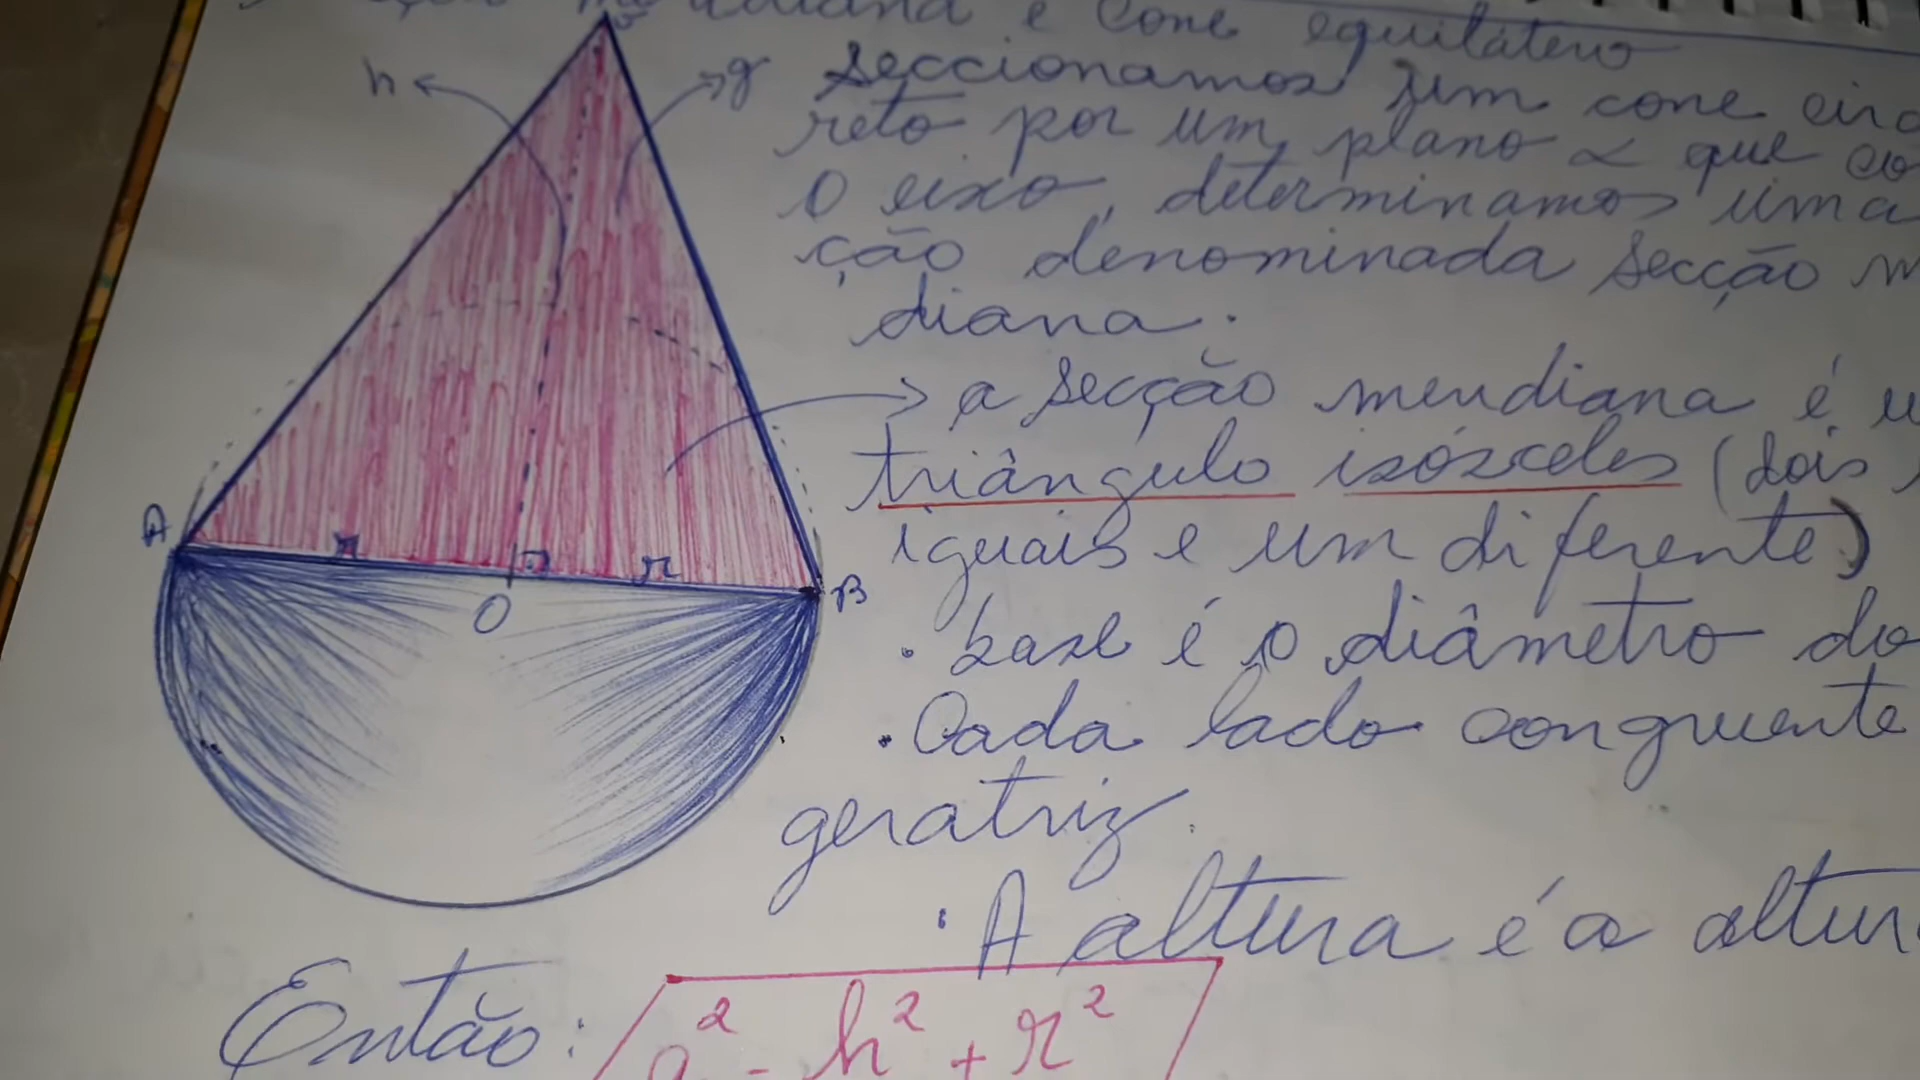 e Cone equilátero
h
g
V
Seccionamos um cone circ
reto por um plano α que co
o eixo, determinamos uma
ção denominada secção m
diana.
a secção meridiana é u
triângulo isósceles (dois
iguais e um diferente)
A
r
r
O
B
. base é o diâmetro do
. Cada lado congruente
geratriz.
. A altura é a altur
Então: g² = h² + r²